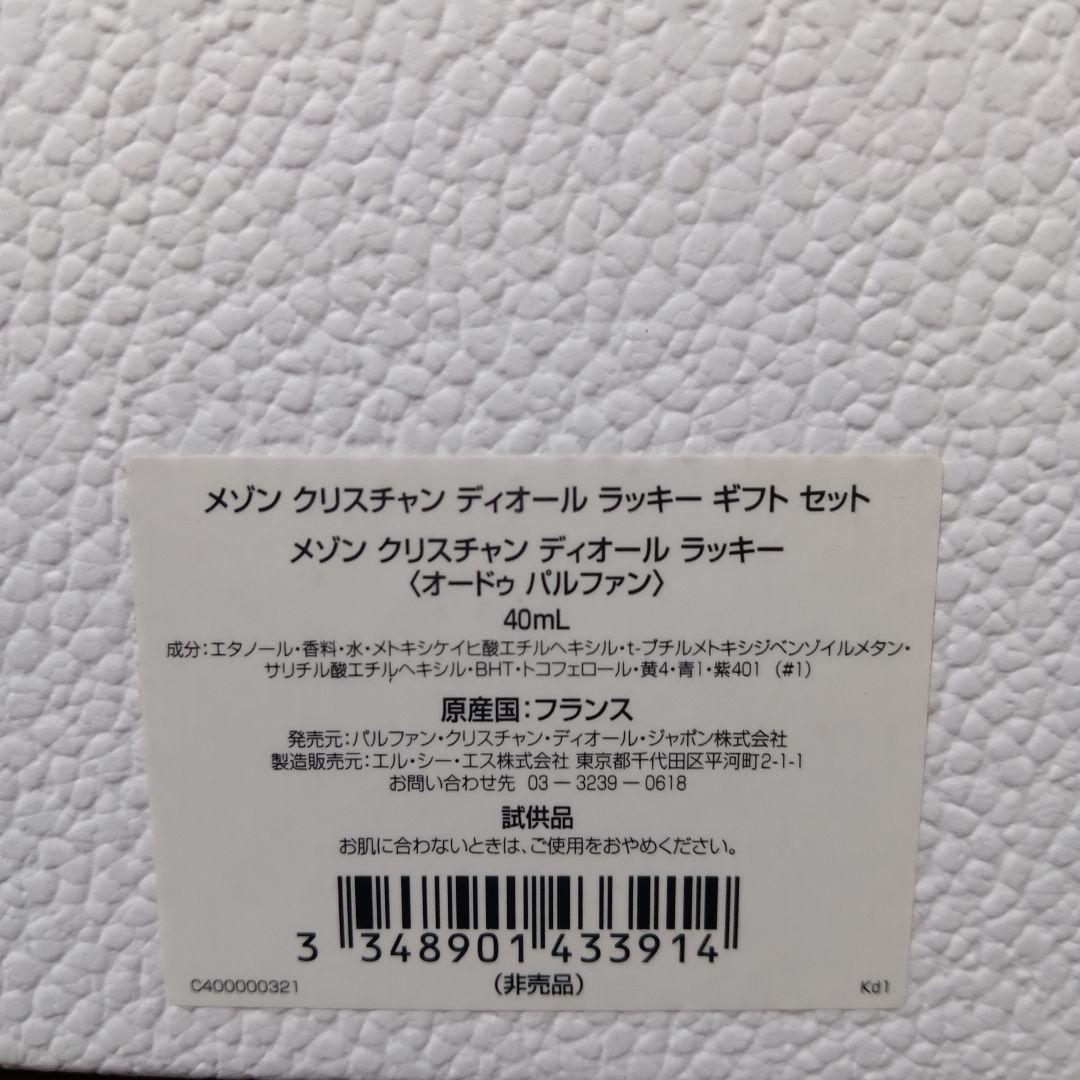 メゾン クリスチャン ディオール ラッキー ギフト セット
メゾン クリスチャン ディオール ラッキー
〈オードゥ パルファン〉
40mL
成分：エタノール・香料・水・メトキシケイヒ酸エチルヘキシル・t-ブチルメトキシジベンゾイルメタン・
サリチル酸エチルヘキシル・BHT・トコフェロール・黄4・青1・紫401（#1）
原産国：フランス
発売元：パルファン・クリスチャン・ディオール・ジャポン株式会社
製造販売元：エル・シー・エス株式会社 東京都千代田区平河町2-1-1
お問い合わせ先 03－3239－0618
試供品
お肌に合わないときは、ご使用をおやめください。
3 348901 433914
C400000321 （非売品） Kd1